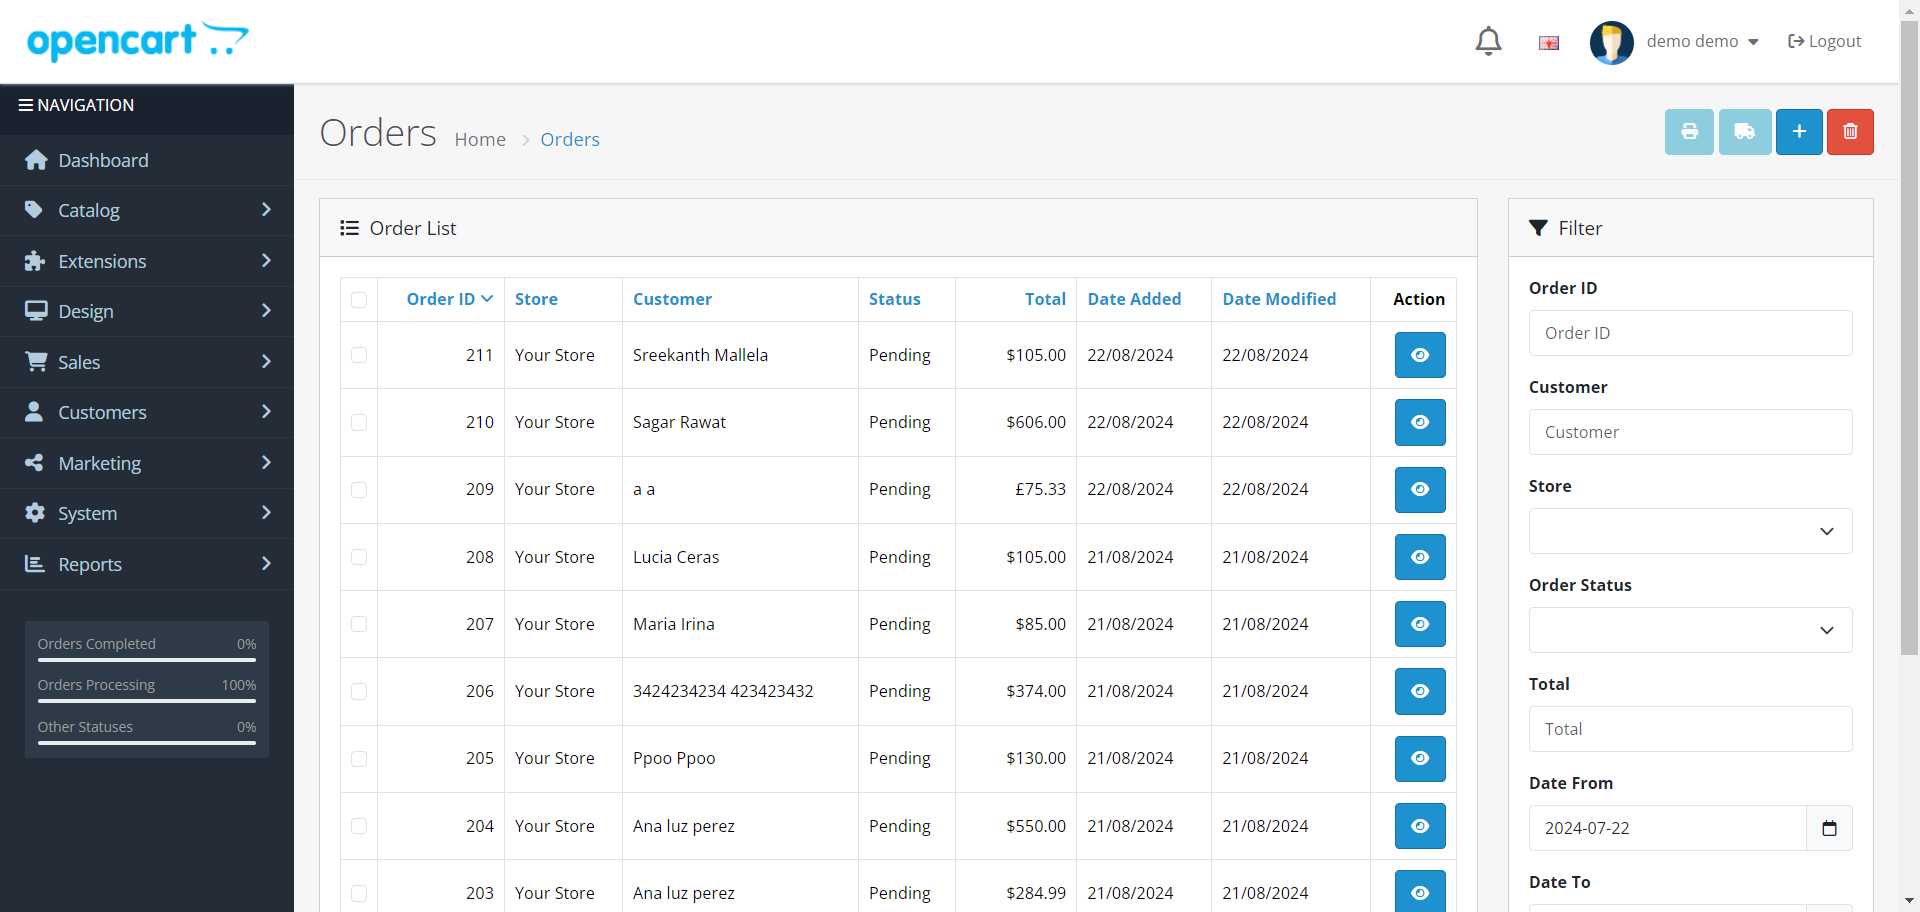 opencart
demo demo
Logout
NAVIGATION
Dashboard
Catalog
Extensions
Design
Sales
Customers
Marketing
System
Reports
Orders Completed 0%
Orders Processing 100%
Other Statuses 0%
Orders
Home > Orders
Order List
Order ID Store Customer Status Total Date Added Date Modified Action
211 Your Store Sreekanth Mallela Pending $105.00 22/08/2024 22/08/2024
210 Your Store Sagar Rawat Pending $606.00 22/08/2024 22/08/2024
209 Your Store a a Pending £75.33 22/08/2024 22/08/2024
208 Your Store Lucia Ceras Pending $105.00 21/08/2024 21/08/2024
207 Your Store Maria Irina Pending $85.00 21/08/2024 21/08/2024
206 Your Store 3424234234 423423432 Pending $374.00 21/08/2024 21/08/2024
205 Your Store Ppoo Ppoo Pending $130.00 21/08/2024 21/08/2024
204 Your Store Ana luz perez Pending $550.00 21/08/2024 21/08/2024
203 Your Store Ana luz perez Pending $284.99 21/08/2024 21/08/2024
Filter
Order ID
Order ID
Customer
Customer
Store
Order Status
Total
Total
Date From
2024-07-22
Date To